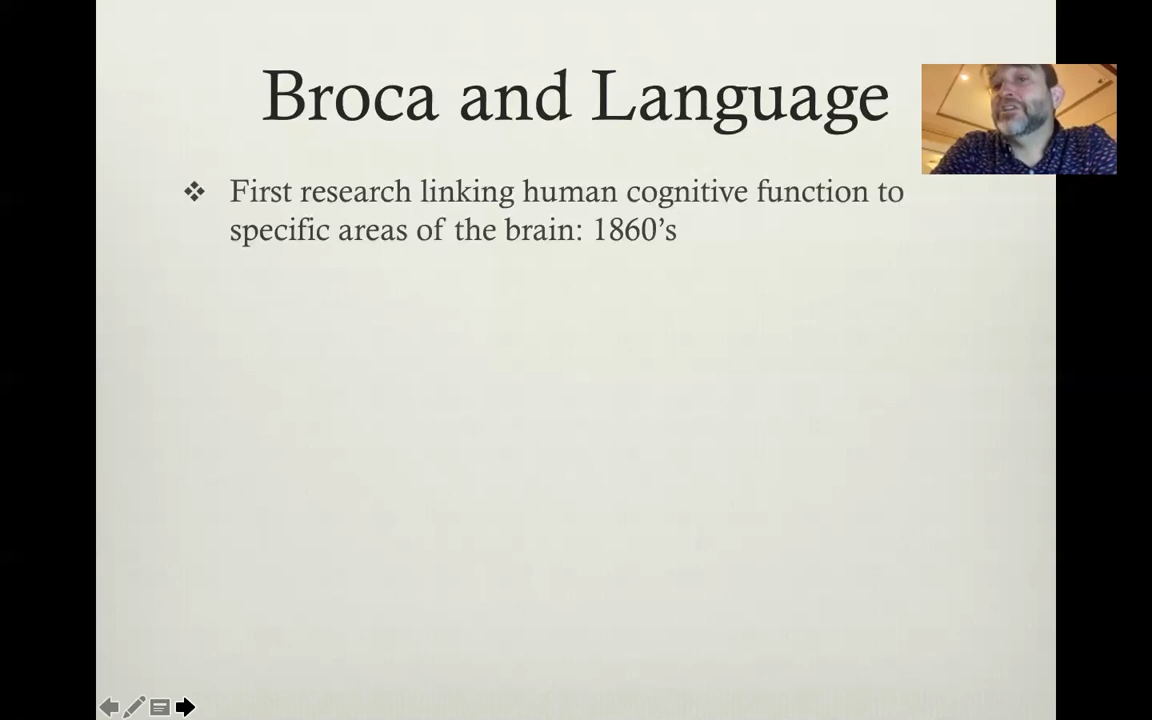 Broca and Language
First research linking human cognitive function to
specific areas of the brain: 1860’s